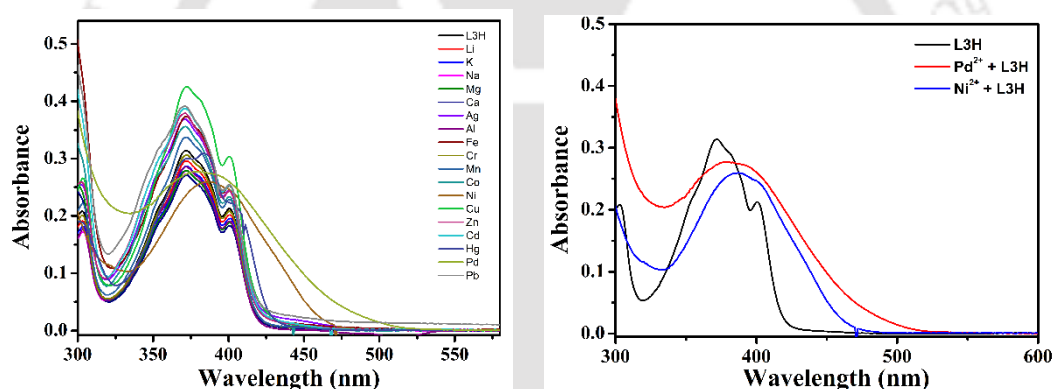 0.5
0.4
0.3
0.2
0.1
0.0
Absorbance
300 350 400 450 500 550
Wavelength (nm)
L3H
Li
K
Na
Mg
Ca
Ag
Al
Fe
Cr
Mn
Co
Ni
Cu
Zn
Cd
Hg
Pd
Pb
0.5
0.4
0.3
0.2
0.1
0.0
Absorbance
300 400 500 600
Wavelength (nm)
L3H
Pd²⁺ + L3H
Ni²⁺ + L3H